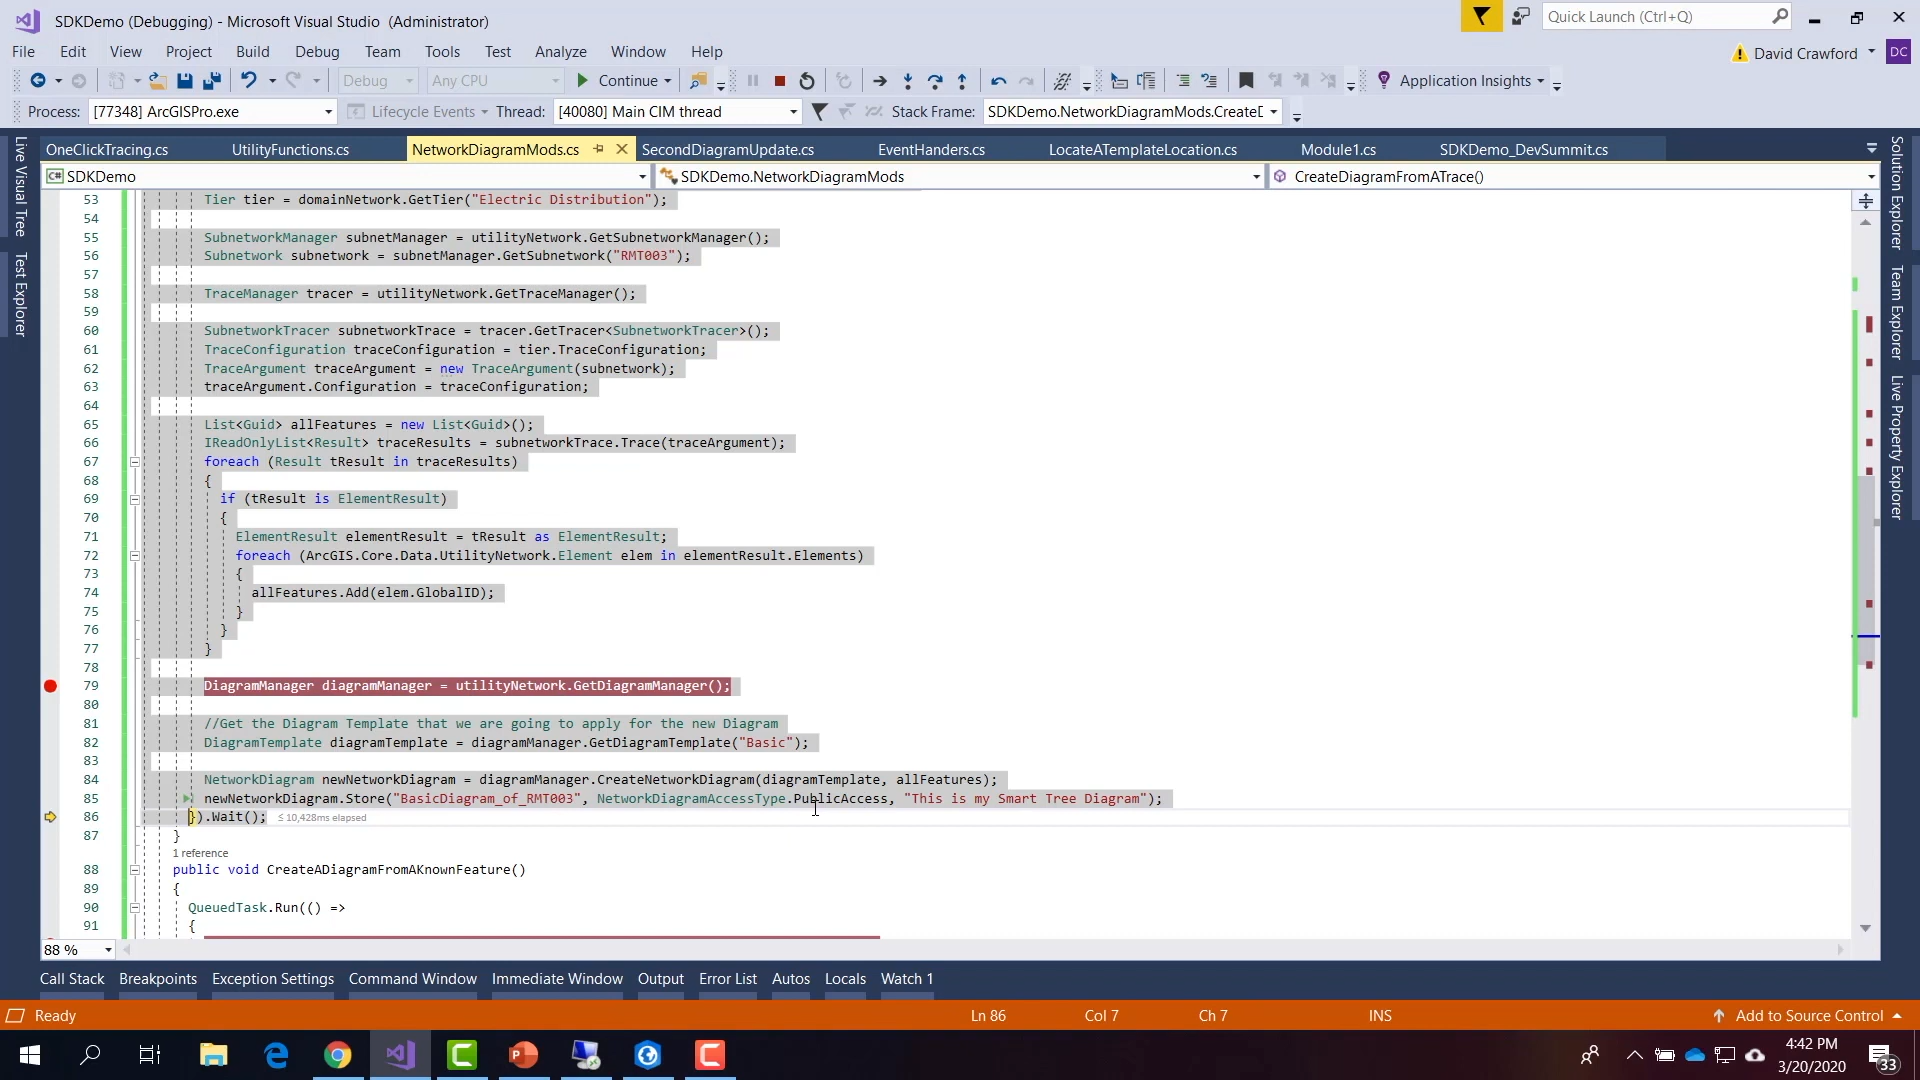 SDKDemo (Debugging) - Microsoft Visual Studio (Administrator)
Quick Launch (Ctrl+Q)
File Edit View Project Build Debug Team Tools Test Analyze Window Help
David Crawford DC
Debug Any CPU Continue Application Insights
Process: [77348] ArcGISPro.exe Lifecycle Events Thread: [40080] Main CIM thread Stack Frame: SDKDemo.NetworkDiagramMods.Create
OneClickTracing.cs UtilityFunctions.cs NetworkDiagramMods.cs SecondDiagramUpdate.cs EventHanders.cs LocateATemplateLocation.cs Module1.cs SDKDemo_DevSummit.cs
C# SDKDemo SDKDemo.NetworkDiagramMods CreateDiagramFromATrace()
Live Visual Tree
Test Explorer
Solution Explorer
Team Explorer
Live Property Explorer
53 Tier tier = domainNetwork.GetTier("Electric Distribution");
54
55 SubnetworkManager subnetManager = utilityNetwork.GetSubnetworkManager();
56 Subnetwork subnetwork = subnetManager.GetSubnetwork("RMT003");
57
58 TraceManager tracer = utilityNetwork.GetTraceManager();
59
60 SubnetworkTracer subnetworkTrace = tracer.GetTracer<SubnetworkTracer>();
61 TraceConfiguration traceConfiguration = tier.TraceConfiguration;
62 TraceArgument traceArgument = new TraceArgument(subnetwork);
63 traceArgument.Configuration = traceConfiguration;
64
65 List<Guid> allFeatures = new List<Guid>();
66 IReadOnlyList<Result> traceResults = subnetworkTrace.Trace(traceArgument);
67 foreach (Result tResult in traceResults)
68 {
69 if (tResult is ElementResult)
70 {
71 ElementResult elementResult = tResult as ElementResult;
72 foreach (ArcGIS.Core.Data.UtilityNetwork.Element elem in elementResult.Elements)
73 {
74 allFeatures.Add(elem.GlobalID);
75 }
76 }
77 }
78
79 DiagramManager diagramManager = utilityNetwork.GetDiagramManager();
80
81 //Get the Diagram Template that we are going to apply for the new Diagram
82 DiagramTemplate diagramTemplate = diagramManager.GetDiagramTemplate("Basic");
83
84 NetworkDiagram newNetworkDiagram = diagramManager.CreateNetworkDiagram(diagramTemplate, allFeatures);
85 newNetworkDiagram.Store("BasicDiagram_of_RMT003", NetworkDiagramAccessType.PublicAccess, "This is my Smart Tree Diagram");
86 }).Wait(); ≤ 10,428ms elapsed
87 }
1 reference
88 public void CreateADiagramFromAKnownFeature()
89 {
90 QueuedTask.Run(() =>
91 {
88 %
Call Stack Breakpoints Exception Settings Command Window Immediate Window Output Error List Autos Locals Watch 1
Ready Ln 86 Col 7 Ch 7 INS Add to Source Control
4:42 PM
3/20/2020
33